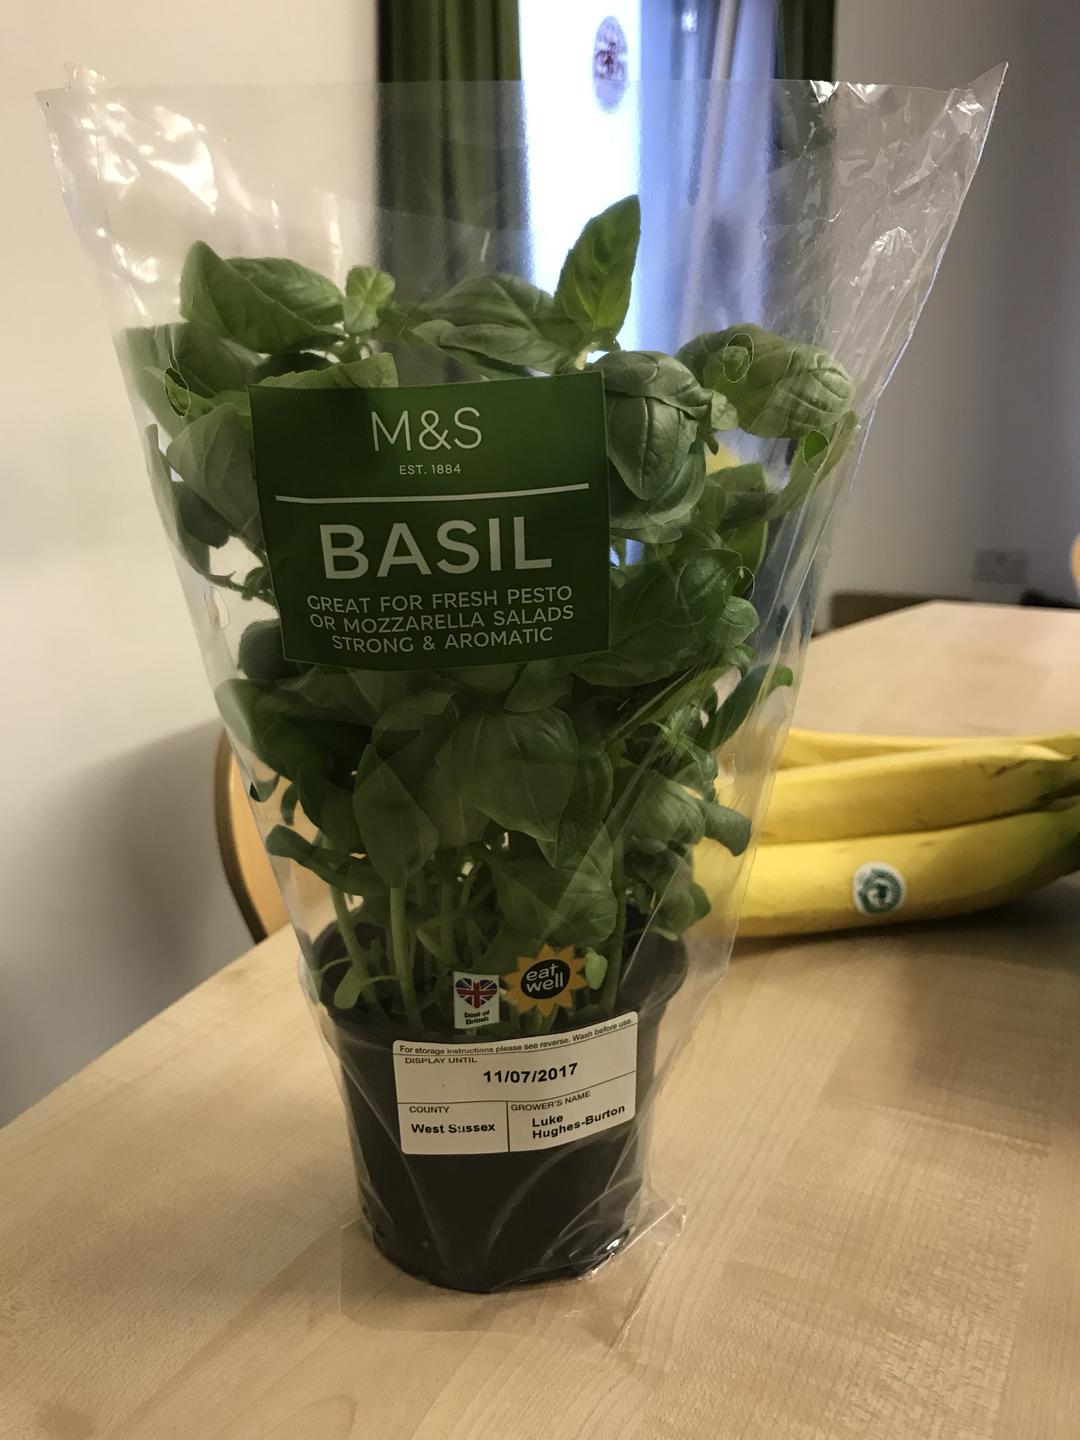 M&S
EST. 1884
BASIL
GREAT FOR FRESH PESTO
OR MOZZARELLA SALADS
STRONG & AROMATIC
eat
well
best of
British
For storage instructions please see reverse. Wash before use.
DISPLAY UNTIL
11/07/2017
COUNTY
West Sussex
GROWER'S NAME
Luke
Hughes-Burton